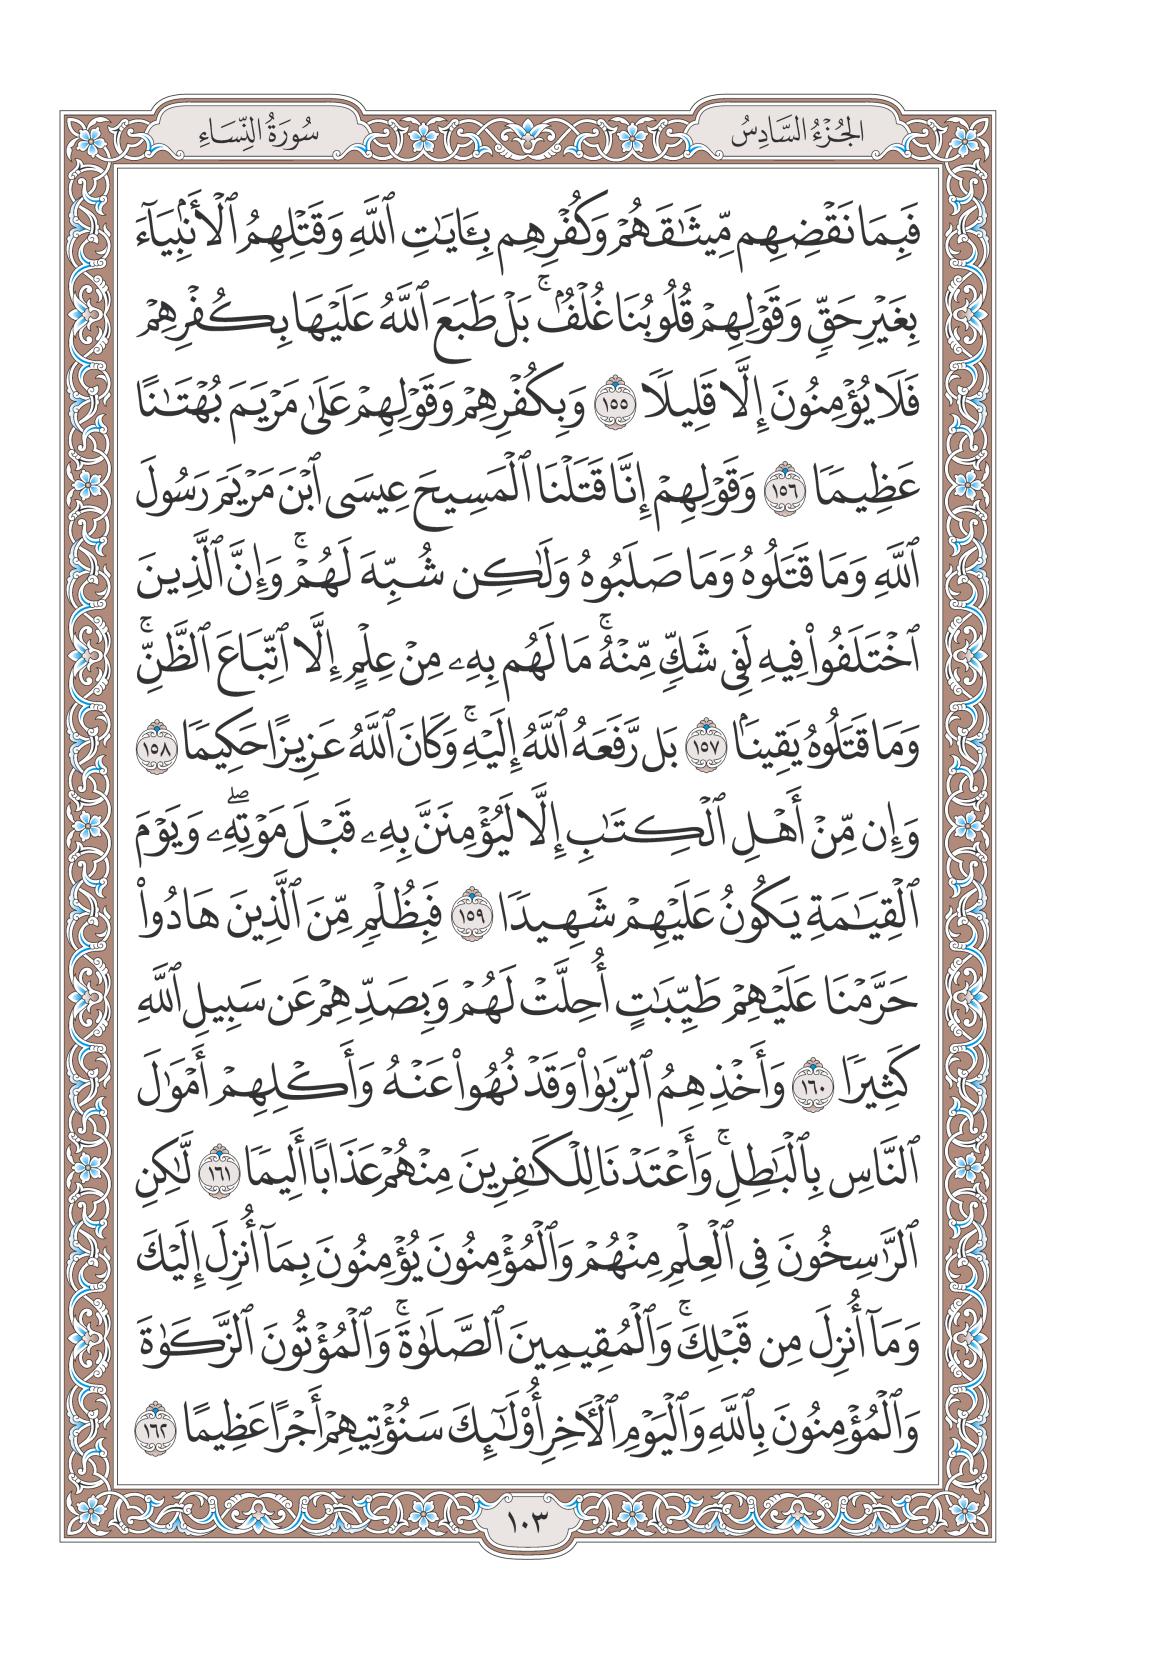 الجُزْءُ السَّادِسُ
سُورَةُ النِّسَاءِ
فَبِمَا نَقْضِهِم مِّيثَٰقَهُمْ وَكُفْرِهِم بِـَٔايَٰتِ ٱللَّهِ وَقَتْلِهِمُ ٱلْأَنۢبِيَآءَ
بِغَيْرِ حَقٍّۢ وَقَوْلِهِمْ قُلُوبُنَا غُلْفٌۢ ۚ بَلْ طَبَعَ ٱللَّهُ عَلَيْهَا بِكُفْرِهِمْ
فَلَا يُؤْمِنُونَ إِلَّا قَلِيلًا ١٥٥ وَبِكُفْرِهِمْ وَقَوْلِهِمْ عَلَىٰ مَرْيَمَ بُهْتَٰنًا
عَظِيمًا ١٥٦ وَقَوْلِهِمْ إِنَّا قَتَلْنَا ٱلْمَسِيحَ عِيسَى ٱبْنَ مَرْيَمَ رَسُولَ
ٱللَّهِ وَمَا قَتَلُوهُ وَمَا صَلَبُوهُ وَلَٰكِن شُبِّهَ لَهُمْ ۚ وَإِنَّ ٱلَّذِينَ
ٱخْتَلَفُوا۟ فِيهِ لَفِى شَكٍّ مِّنْهُ ۚ مَا لَهُم بِهِۦ مِنْ عِلْمٍ إِلَّا ٱتِّبَاعَ ٱلظَّنِّ ۚ
وَمَا قَتَلُوهُ يَقِينًۢا ١٥٧ بَل رَّفَعَهُ ٱللَّهُ إِلَيْهِ ۚ وَكَانَ ٱللَّهُ عَزِيزًا حَكِيمًا ١٥٨
وَإِن مِّنْ أَهْلِ ٱلْكِتَٰبِ إِلَّا لَيُؤْمِنَنَّ بِهِۦ قَبْلَ مَوْتِهِۦ ۖ وَيَوْمَ
ٱلْقِيَٰمَةِ يَكُونُ عَلَيْهِمْ شَهِيدًا ١٥٩ فَبِظُلْمٍ مِّنَ ٱلَّذِينَ هَادُوا۟
حَرَّمْنَا عَلَيْهِمْ طَيِّبَٰتٍ أُحِلَّتْ لَهُمْ وَبِصَدِّهِمْ عَن سَبِيلِ ٱللَّهِ
كَثِيرًا ١٦٠ وَأَخْذِهِمُ ٱلرِّبَوٰا۟ وَقَدْ نُهُوا۟ عَنْهُ وَأَكْلِهِمْ أَمْوَٰلَ
ٱلنَّاسِ بِٱلْبَٰطِلِ ۚ وَأَعْتَدْنَا لِلْكَٰفِرِينَ مِنْهُمْ عَذَابًا أَلِيمًا ١٦١ لَّٰكِنِ
ٱلرَّٰسِخُونَ فِى ٱلْعِلْمِ مِنْهُمْ وَٱلْمُؤْمِنُونَ يُؤْمِنُونَ بِمَآ أُنزِلَ إِلَيْكَ
وَمَآ أُنزِلَ مِن قَبْلِكَ ۚ وَٱلْمُقِيمِينَ ٱلصَّلَوٰةَ ۚ وَٱلْمُؤْتُونَ ٱلزَّكَوٰةَ
وَٱلْمُؤْمِنُونَ بِٱللَّهِ وَٱلْيَوْمِ ٱلْـَٔاخِرِ أُو۟لَٰٓئِكَ سَنُؤْتِيهِمْ أَجْرًا عَظِيمًا ١٦٢
١٠٣